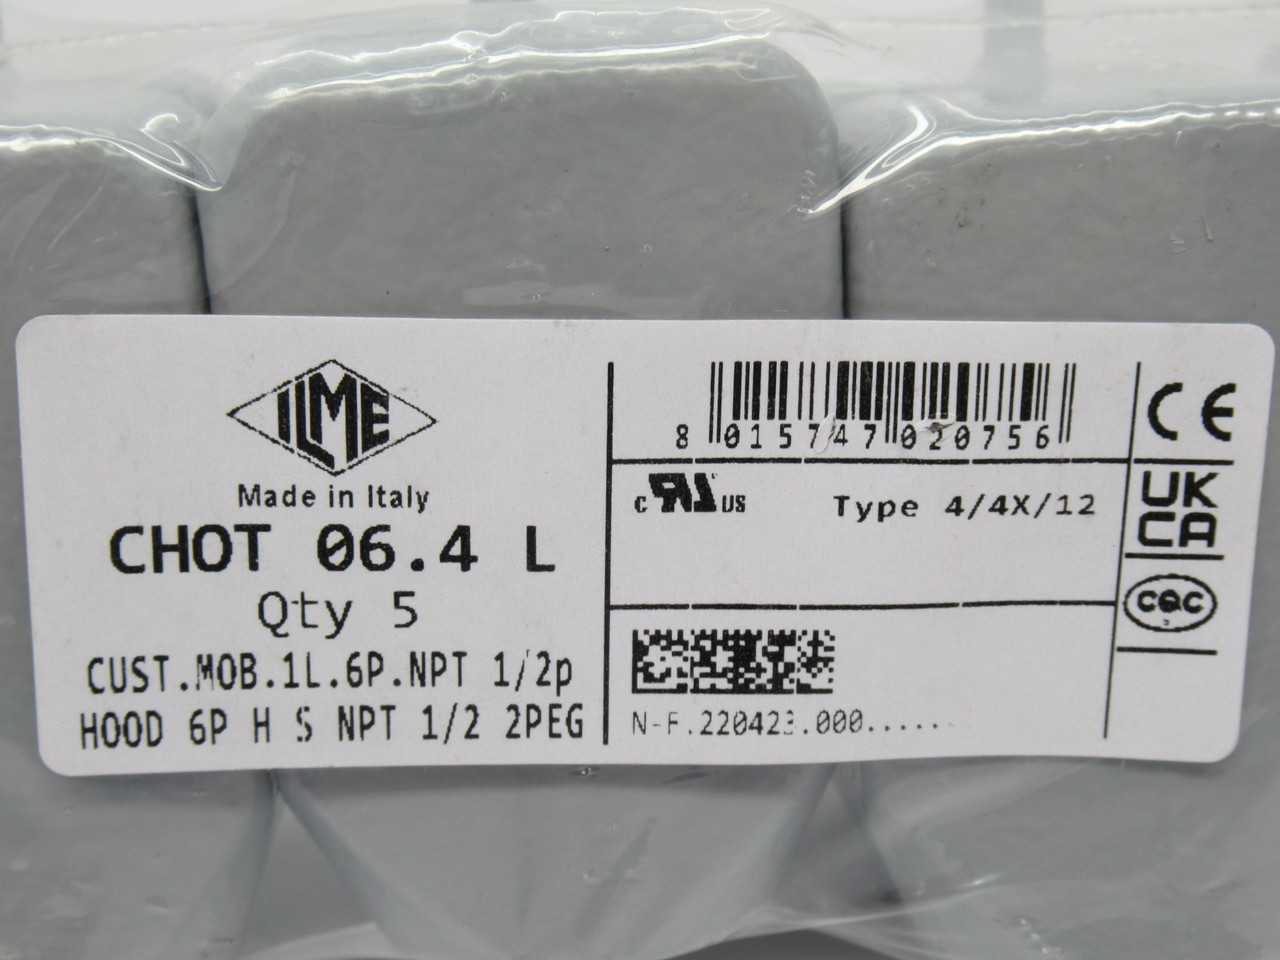 ILME
Made in Italy
CHOT 06.4 L
Qty 5
CUST.MOB.1L.6P.NPT 1/2p
HOOD 6P H S NPT 1/2 2PEG
8 015747 020756
c RU US
Type 4/4X/12
N-F.220423.000......
CE
UK
CA
CQC